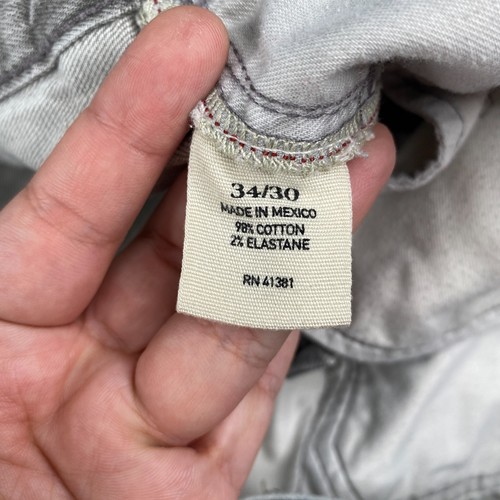 34/30
MADE IN MEXICO
98% COTTON
2% ELASTANE
RN 41381